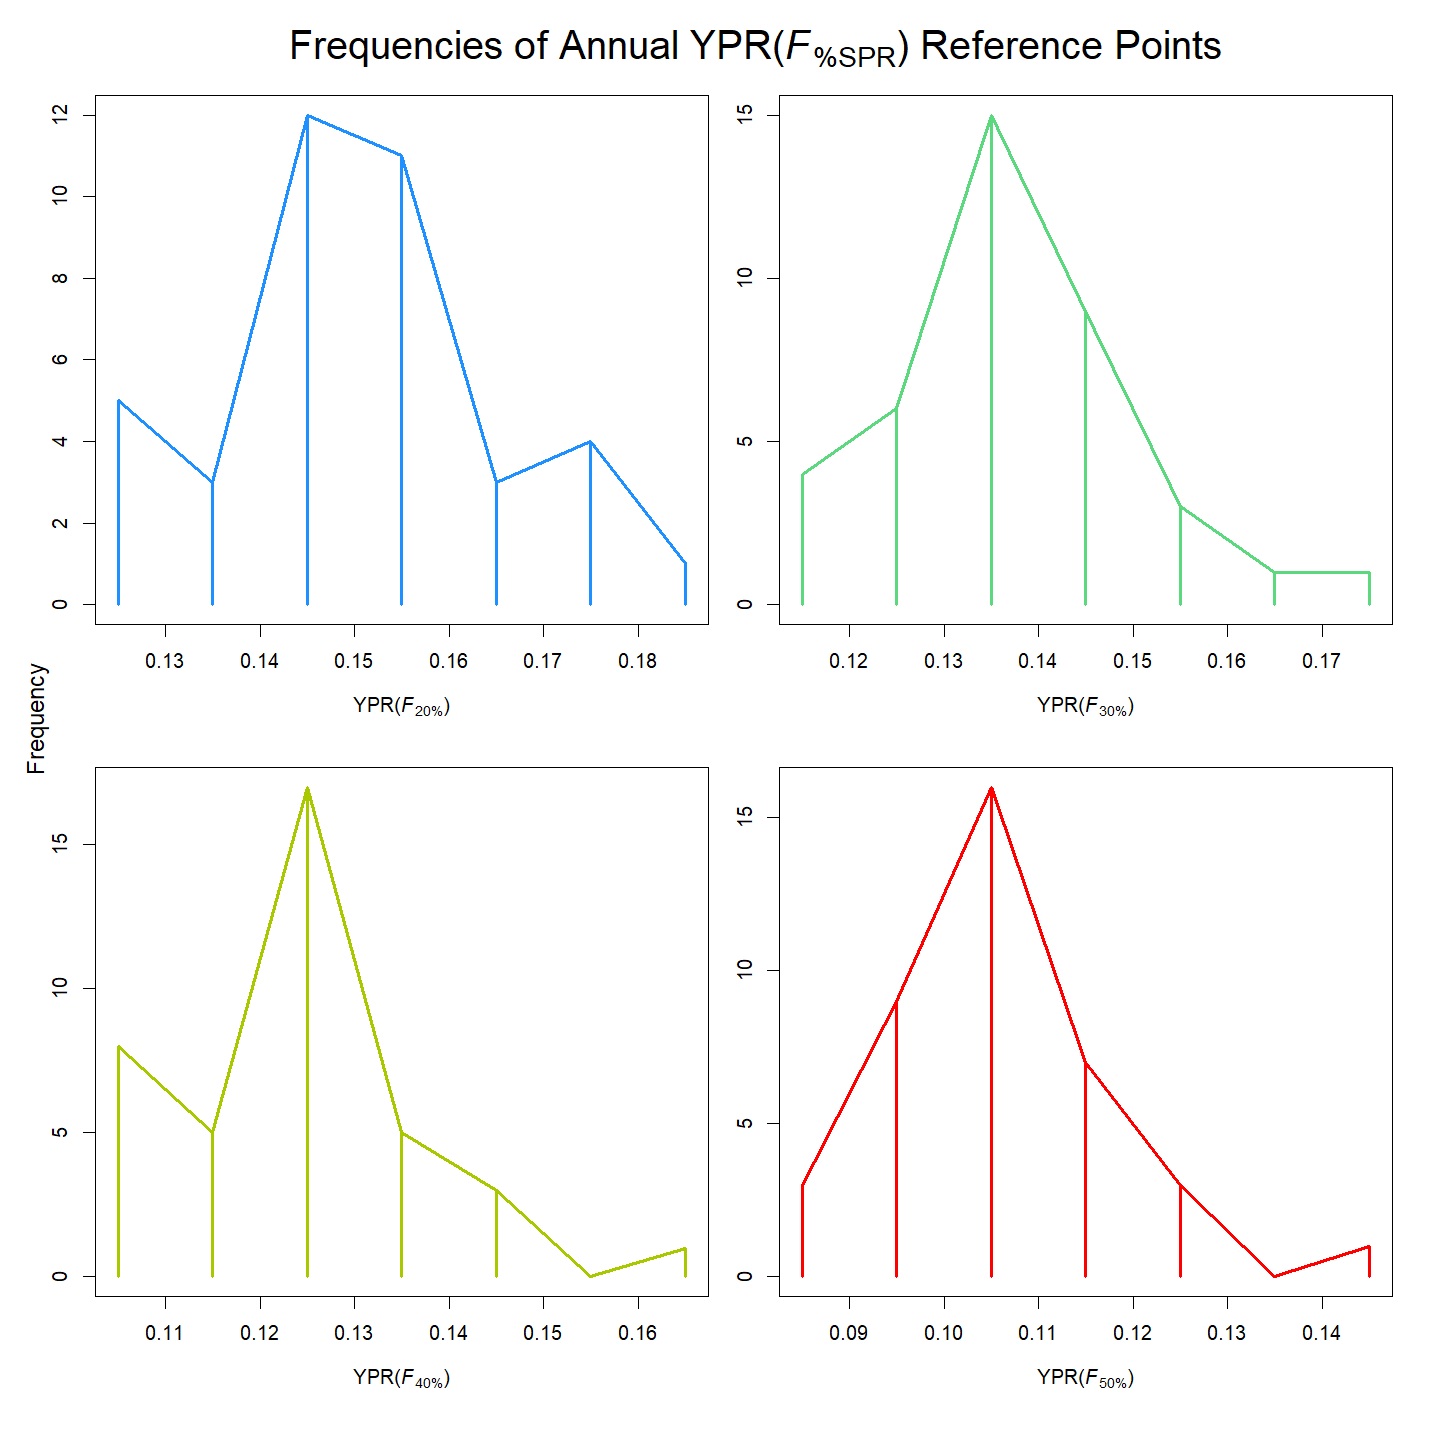 Frequencies of Annual YPR(F%SPR) Reference Points
Frequency
12
10
8
6
4
2
0
0.13 0.14 0.15 0.16 0.17 0.18
YPR(F20%)
15
10
5
0
0.12 0.13 0.14 0.15 0.16 0.17
YPR(F30%)
15
10
5
0
0.11 0.12 0.13 0.14 0.15 0.16
YPR(F40%)
15
10
5
0
0.09 0.10 0.11 0.12 0.13 0.14
YPR(F50%)